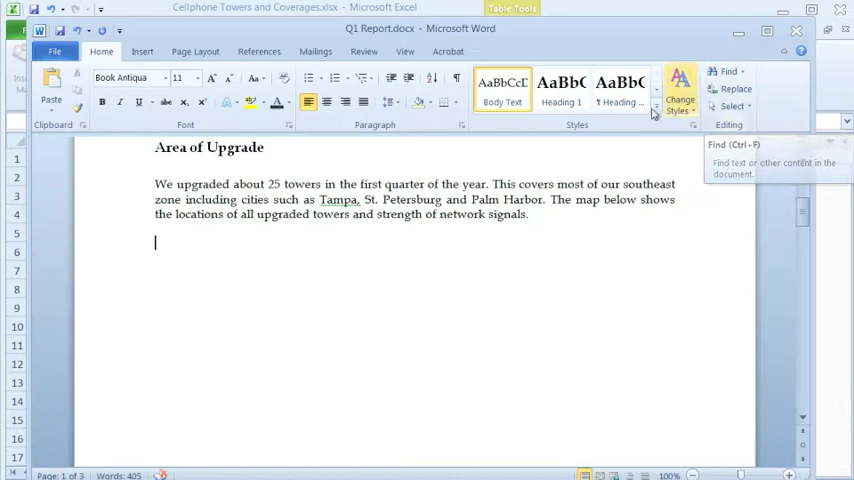 Cellphone Towers and Coverages.xlsx - Microsoft Excel
Table Tools
Q1 Report.docx - Microsoft Word
File Home Insert Page Layout References Mailings Review View Acrobat
Book Antiqua 11
Paste
AaBbCcD AaBbC AaBbC
Body Text Heading 1 ¶ Heading ...
Change Styles
Find
Replace
Select
Clipboard Font Paragraph Styles Editing
Find (Ctrl+F)
Find text or other content in the
document.
Area of Upgrade
We upgraded about 25 towers in the first quarter of the year. This covers most of our southeast
zone including cities such as Tampa, St. Petersburg and Palm Harbor. The map below shows
the locations of all upgraded towers and strength of network signals.
1
2
3
4
5
6
7
8
9
10
11
12
13
14
15
16
17
Page: 1 of 3 Words: 405 100%